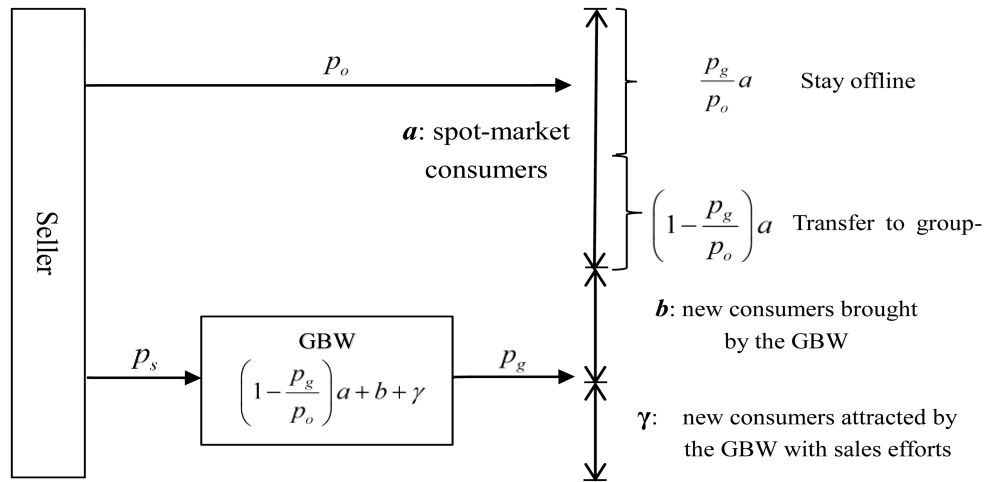 Seller
p_o
a: spot-market
consumers
p_g/p_o a Stay offline
(1 − p_g/p_o) a Transfer to group-
b: new consumers brought
by the GBW
p_s
GBW
(1 − p_g/p_o) a + b + γ
p_g
γ: new consumers attracted by
the GBW with sales efforts